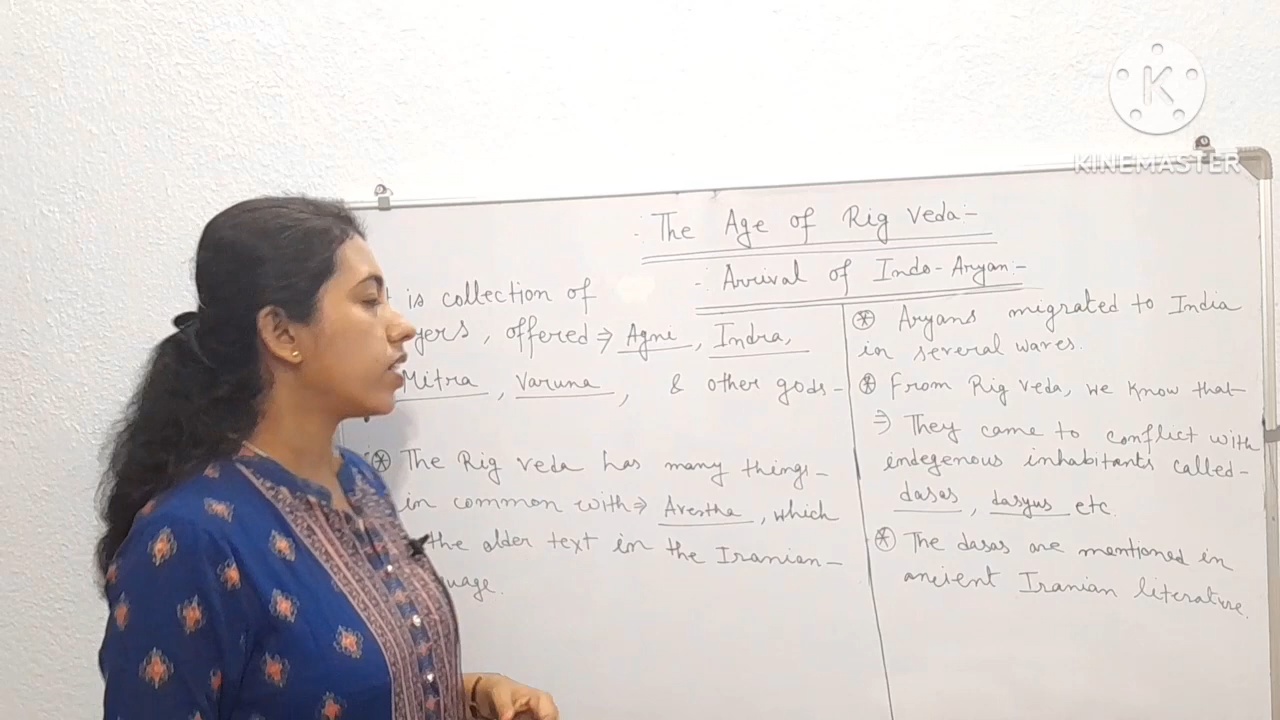 KINEMASTER
The Age of Rig Veda:-
-: Arrival of Indo-Aryan:-
is collection of
yers, offered ⇒ Agni, Indra,
Mitra, Varuna, & other gods-
⊛ The Rig veda has many things-
in common with ⇒ Avestha, which
the older text in the Iranian-
guage.
⊛ Aryans migrated to India
in several waves.
⊛ From Rig veda, we know that-
⇒ They came to conflict with
indegenous inhabitants called-
dasas, dasyus etc.
⊛ The dasas are mentioned in
ancient Iranian literature.